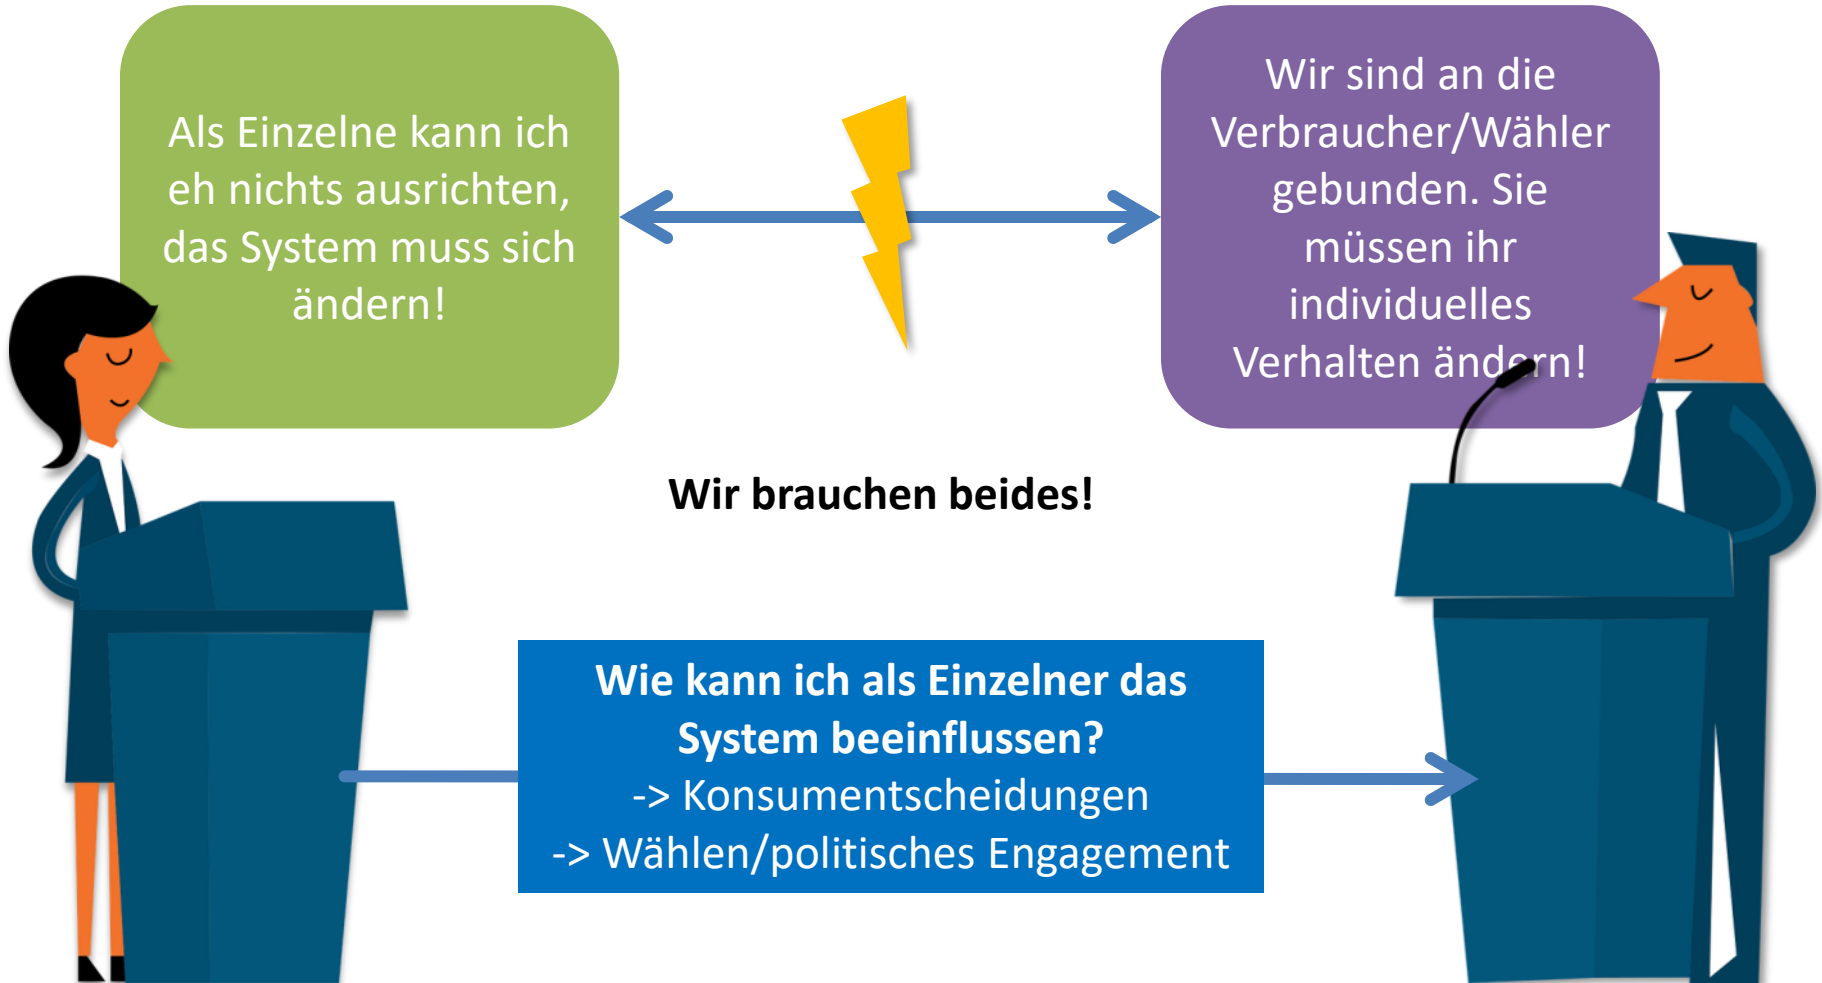 Als Einzelne kann ich
eh nichts ausrichten,
das System muss sich
ändern!
Wir sind an die
Verbraucher/Wähler
gebunden. Sie
müssen ihr
individuelles
Verhalten ändern!
Wir brauchen beides!
Wie kann ich als Einzelner das
System beeinflussen?
-> Konsumentscheidungen
-> Wählen/politisches Engagement